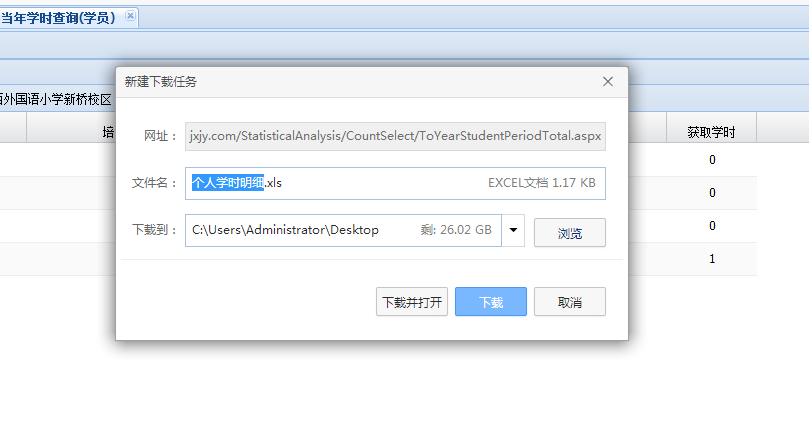 当年学时查询(学员)
新建下载任务
外国语小学新桥校区
网址： jxjy.com/StatisticalAnalysis/CountSelect/ToYearStudentPeriodTotal.aspx
培
获取学时
0
文件名： 个人学时明细.xls EXCEL文档 1.17 KB
0
下载到： C:\Users\Administrator\Desktop 剩: 26.02 GB 浏览
0
1
下载并打开 下载 取消